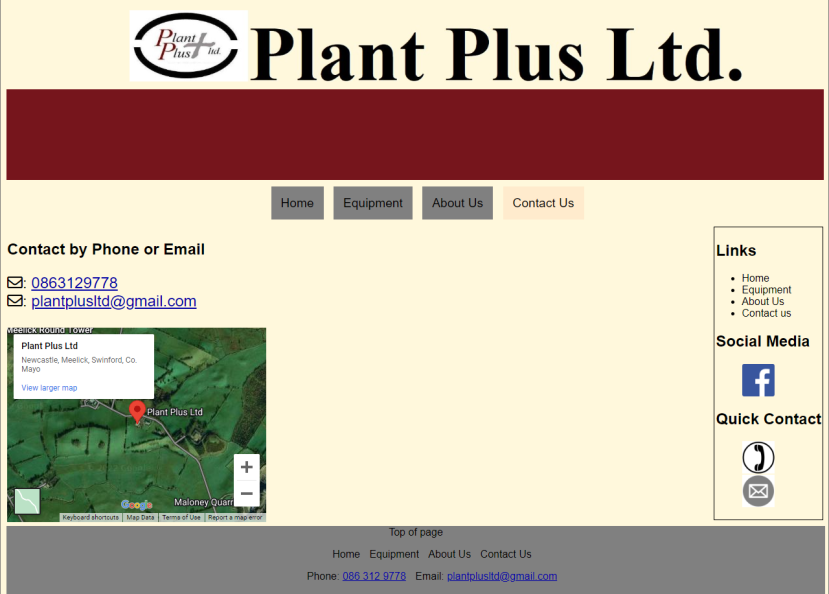 Plant
Plus ltd.
Plant Plus Ltd.
Home Equipment About Us Contact Us
Contact by Phone or Email
: 0863129778
: plantplusltd@gmail.com
Meelick Round Tower
Plant Plus Ltd
Newcastle, Meelick, Swinford, Co.
Mayo
View larger map
Plant Plus Ltd
Maloney Quarr
Google
Keyboard shortcuts Map Data Terms of Use Report a map error
Links
Home
Equipment
About Us
Contact us
Social Media
f
Quick Contact
Top of page
Home Equipment About Us Contact Us
Phone: 086 312 9778 Email: plantplusltd@gmail.com